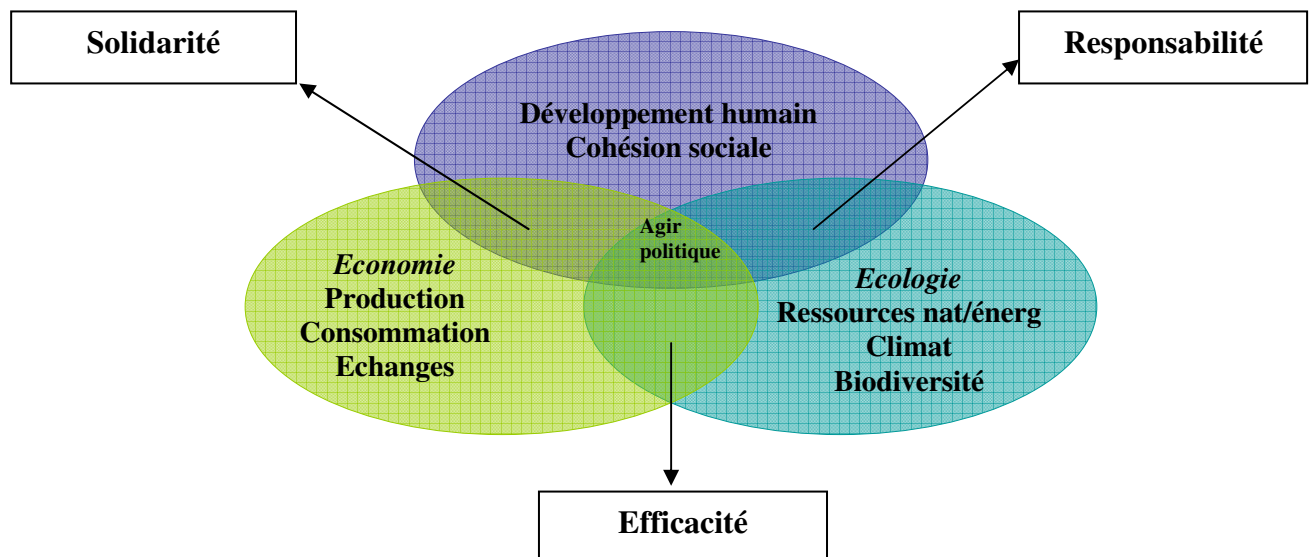 Solidarité
Responsabilité
Développement humain
Cohésion sociale
Agir
politique
Economie
Production
Consommation
Echanges
Ecologie
Ressources nat/énerg
Climat
Biodiversité
Efficacité